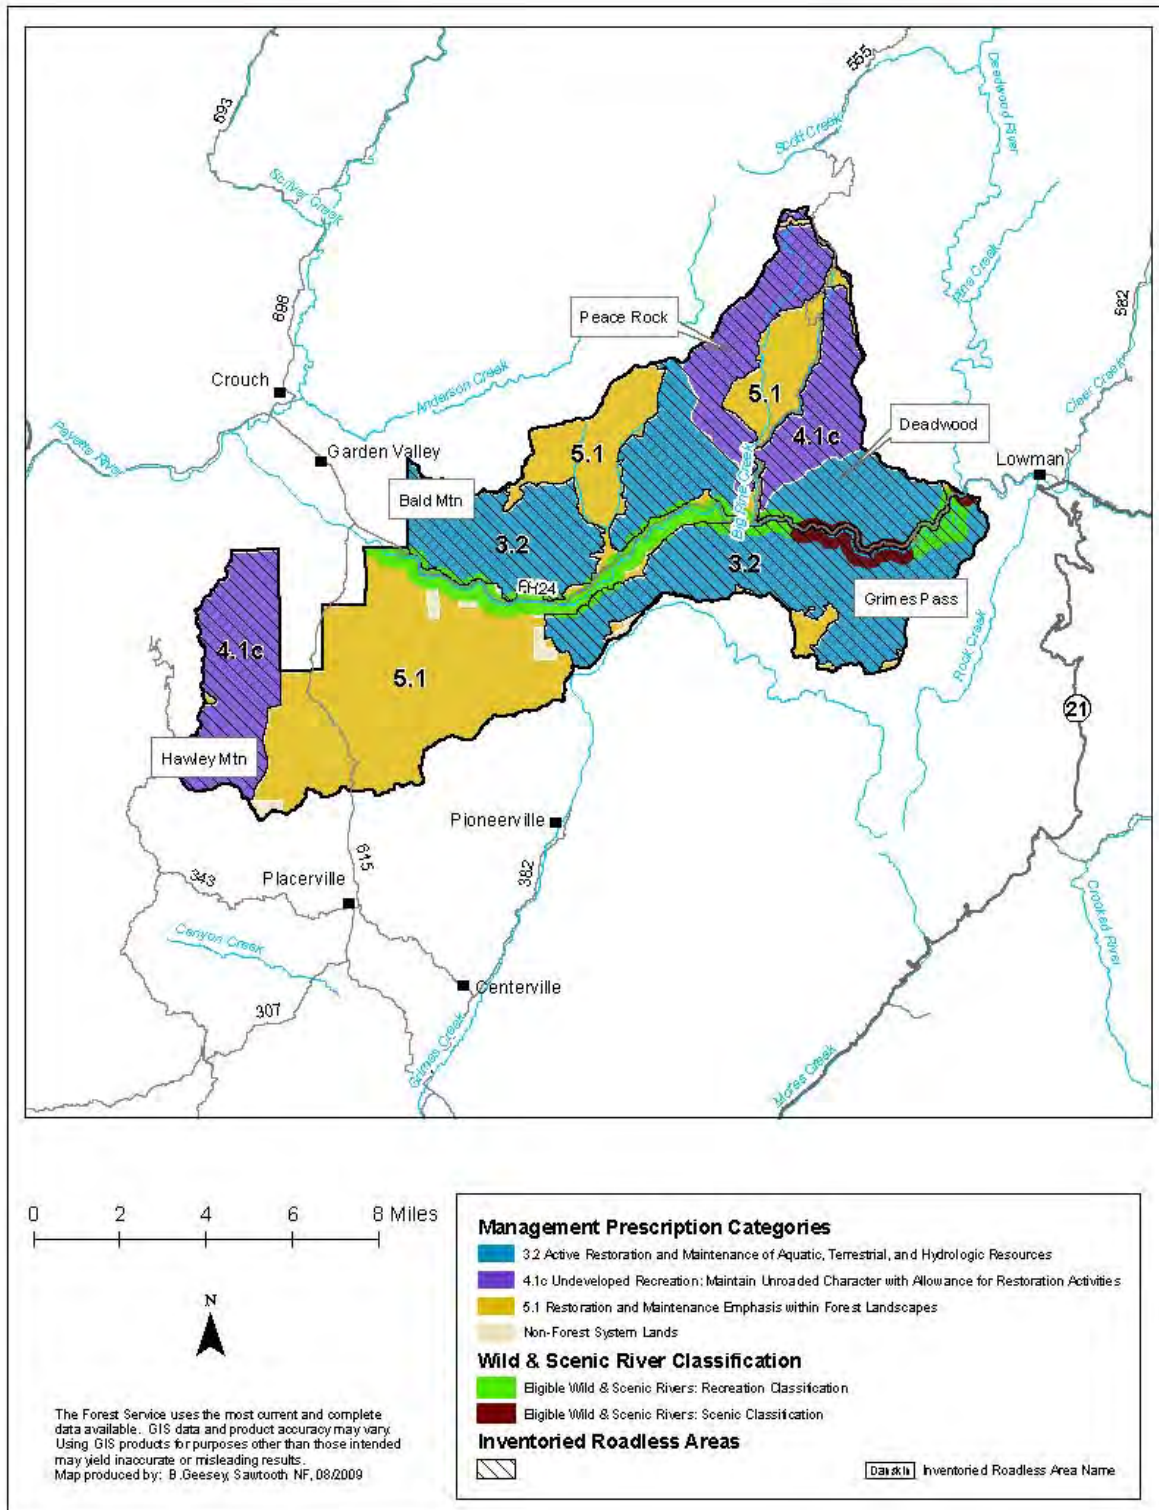 555
Deadwood River
593
Scott Creek
Scriver Creek
Pine Creek
698
582
Peace Rock
Crouch
Anderson Creek
5.1
Clear Creek
Deadwood
Payette River
Garden Valley
5.1
4.1c
Lowman
Bald Mtn
Big Pine Creek
3.2
3.2
FH24
Grimes Pass
4.1c
Rock Creek
5.1
21
Hawley Mtn
Pioneerville
615
382
343
Placerville
Crooked River
Canyon Creek
Centerville
307
Grimes Creek
Mores Creek
0 2 4 6 8 Miles
N
The Forest Service uses the most current and complete
data available. GIS data and product accuracy may vary.
Using GIS products for purposes other than those intended
may yield inaccurate or misleading results.
Map produced by: B.Geesey, Sawtooth NF, 08/2009
Management Prescription Categories
3.2 Active Restoration and Maintenance of Aquatic, Terrestrial, and Hydrologic Resources
4.1c Undeveloped Recreation: Maintain Unroaded Character with Allowance for Restoration Activities
5.1 Restoration and Maintenance Emphasis within Forest Landscapes
Non-Forest System Lands
Wild & Scenic River Classification
Eligible Wild & Scenic Rivers: Recreation Classification
Eligible Wild & Scenic Rivers: Scenic Classification
Inventoried Roadless Areas
Danskin Inventoried Roadless Area Name